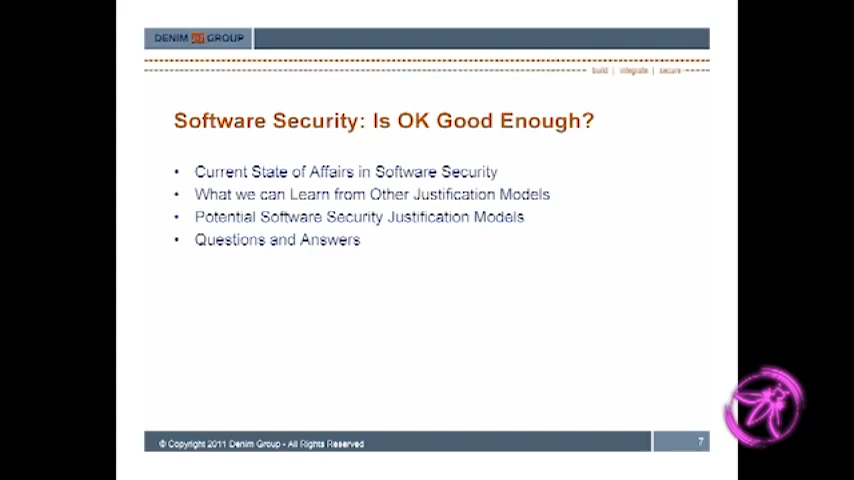 DENIM GROUP
build | integrate | secure
Software Security: Is OK Good Enough?
• Current State of Affairs in Software Security
• What we can Learn from Other Justification Models
• Potential Software Security Justification Models
• Questions and Answers
© Copyright 2011 Denim Group - All Rights Reserved
7